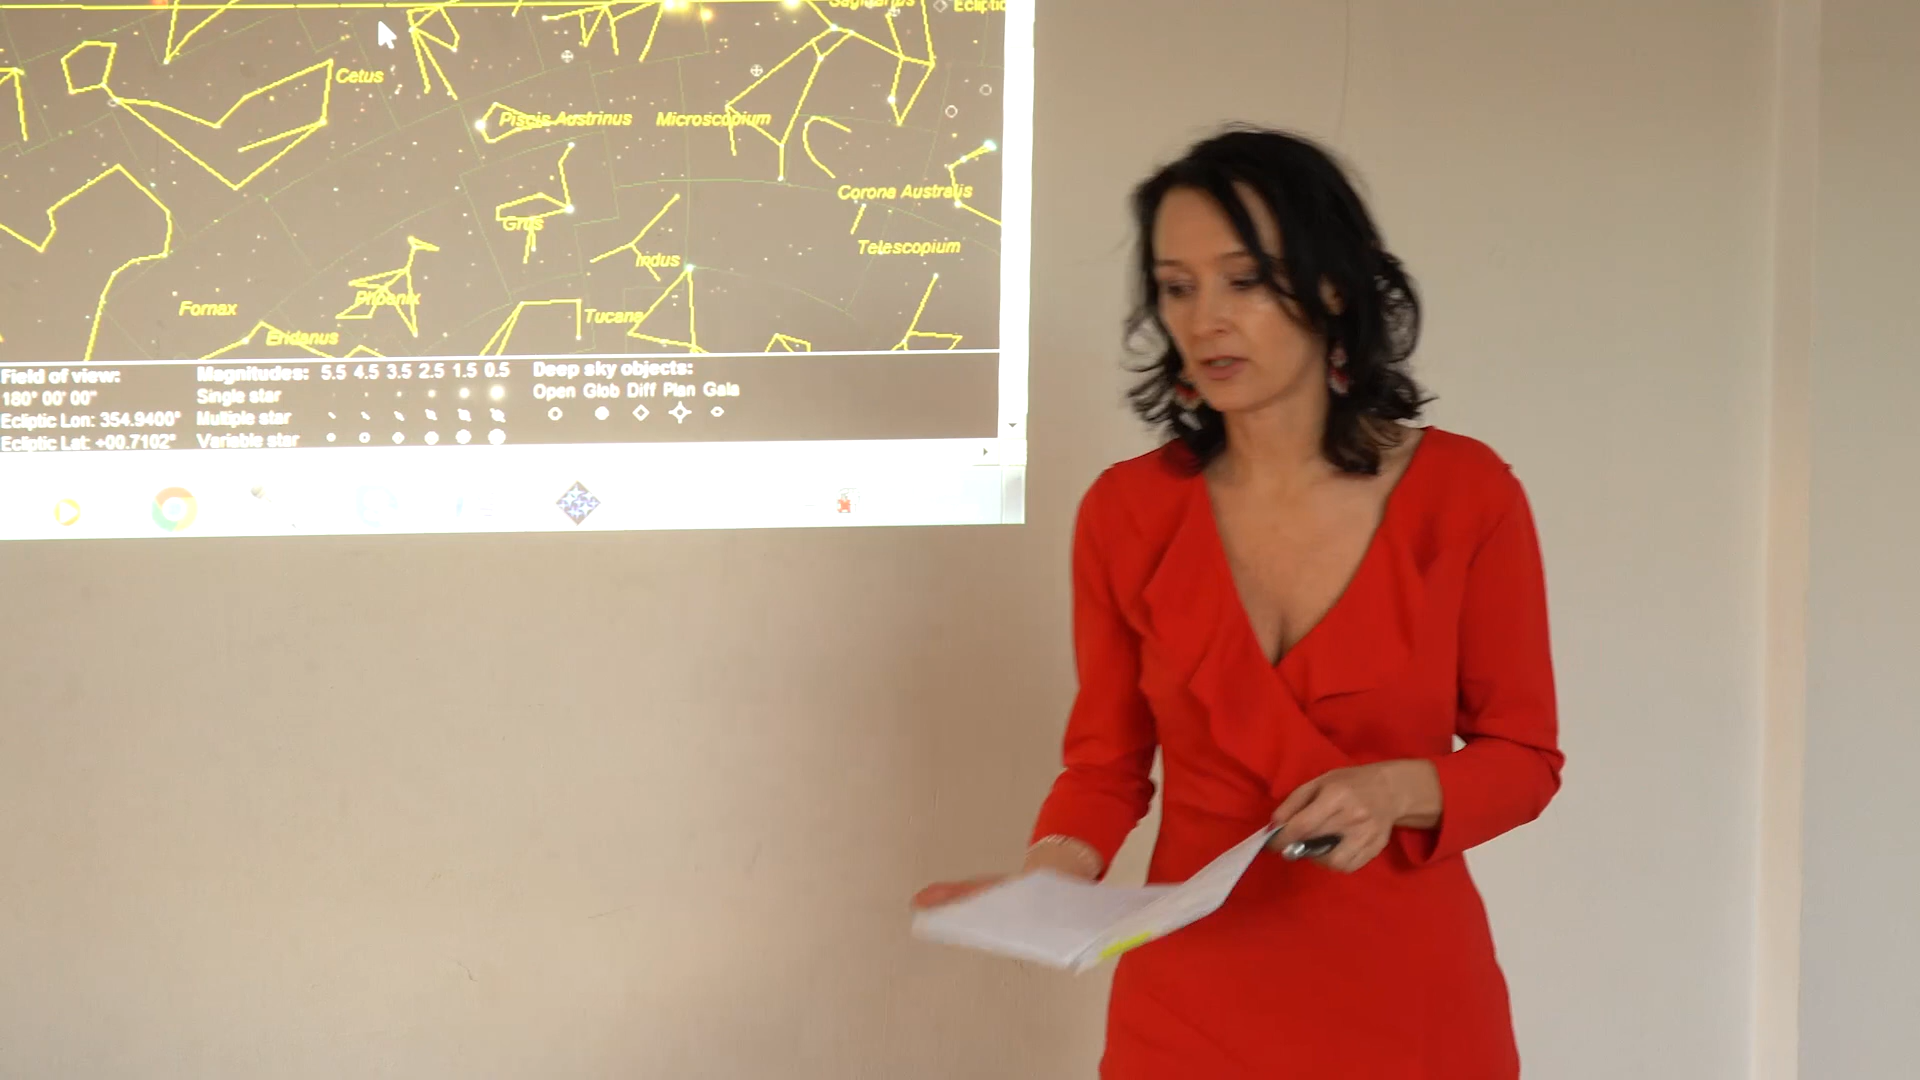 Sagittarius
Ecliptic
Cetus
Piscis Austrinus
Microscopium
Corona Australis
Grus
Telescopium
Indus
Phoenix
Fornax
Tucana
Eridanus
Field of view:
180° 00' 00"
Ecliptic Lon: 354.9400°
Ecliptic Lat: +00.7102°
Magnitudes: 5.5 4.5 3.5 2.5 1.5 0.5
Single star
Multiple star
Variable star
Deep sky objects:
Open Glob Diff Plan Gala